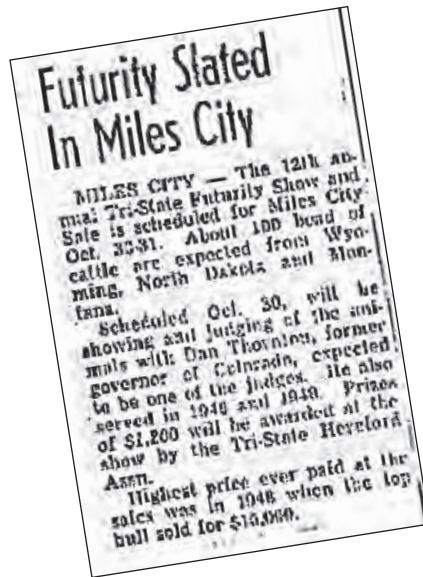 Futurity Slated
In Miles City
MILES CITY — The 12th an-
nual Tri-State Futurity Show and
Sale is scheduled for Miles City
Oct. 30-31. About 100 head of
cattle are expected from Wyo-
ming, North Dakota and Mon-
tana.
Scheduled Oct. 30, will be
showing and judging of the ani-
mals with Dan Thornton, former
governor of Colorado, expected
to be one of the judges. He also
served in 1948 and 1949. Prizes
of $1,200 will be awarded at the
show by the Tri-State Hereford
Assn.
Highest price ever paid at the
sales was in 1948 when the top
bull sold for